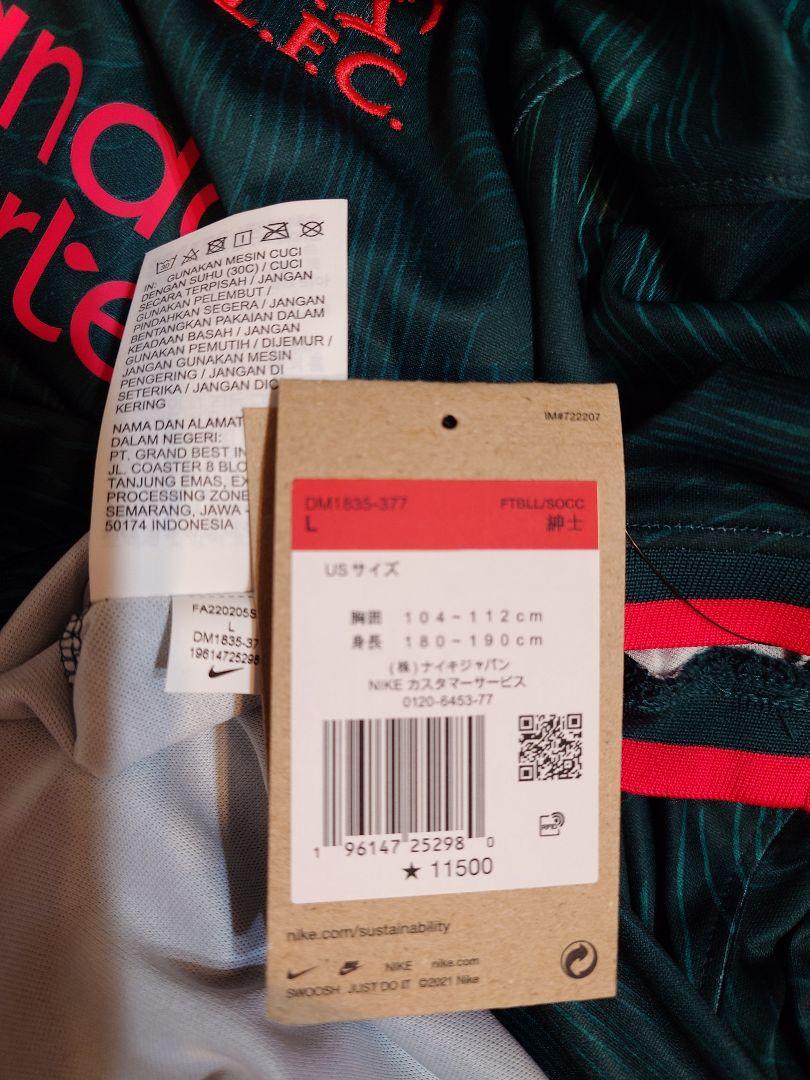 L.F.C.
IN: GUNAKAN MESIN CUCI
DENGAN SUHU (30C) / CUCI
SECARA TERPISAH / JANGAN
GUNAKAN PELEMBUT /
PINDAHKAN SEGERA / JANGAN
BENTANGKAN PAKAIAN DALAM
KEADAAN BASAH / JANGAN
GUNAKAN PEMUTIH / DIJEMUR /
JANGAN GUNAKAN MESIN
PENGERING / JANGAN DI
SETERIKA / JANGAN DIC
KERING
NAMA DAN ALAMAT
DALAM NEGERI:
PT. GRAND BEST IN
JL. COASTER 8 BLO
TANJUNG EMAS, EX
PROCESSING ZONE
SEMARANG, JAWA -
50174 INDONESIA
FA220205S
L
DM1835-37
19614725298
IM#722207
DM1835-377
FTBLL/SOCC
L
紳士
USサイズ
胸囲 104~112cm
身長 180~190cm
(株)ナイキジャパン
NIKE カスタマーサービス
0120-6453-77
1 96147 25298 0
★ 11500
RFID
nike.com/sustainability
NIKE nike.com
SWOOSH JUST DO IT ©2021 Nike